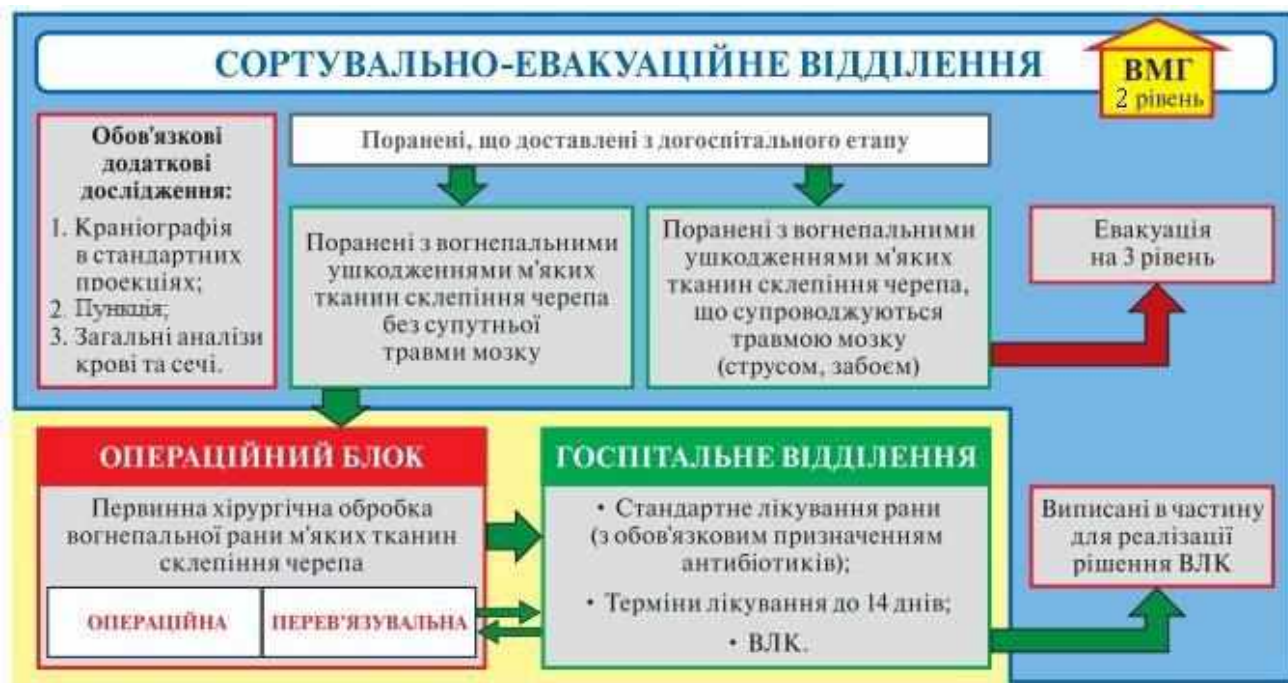 СОРТУВАЛЬНО-ЕВАКУАЦІЙНЕ ВІДДІЛЕННЯ
ВМГ
2 рівень
Обов'язкові
додаткові
дослідження:
1. Краніографія
в стандартних
проекціях;
2. Пункція;
3. Загальні аналізи
крові та сечі.
Поранені, що доставлені з догоспітального етапу
Поранені з вогнепальними
ушкодженнями м'яких
тканин склепіння черепа
без супутньої
травми мозку
Поранені з вогнепальними
ушкодженнями м'яких
тканин склепіння черепа,
що супроводжуються
травмою мозку
(струсом, забоєм)
Евакуація
на 3 рівень
ОПЕРАЦІЙНИЙ БЛОК
Первинна хірургічна обробка
вогнепальної рани м'яких тканин
склепіння черепа
ОПЕРАЦІЙНА
ПЕРЕВ'ЯЗУВАЛЬНА
ГОСПІТАЛЬНЕ ВІДДІЛЕННЯ
• Стандартне лікування рани
(з обов'язковим призначенням
антибіотиків);
• Терміни лікування до 14 днів;
• ВЛК.
Виписані в частину
для реалізації
рішення ВЛК